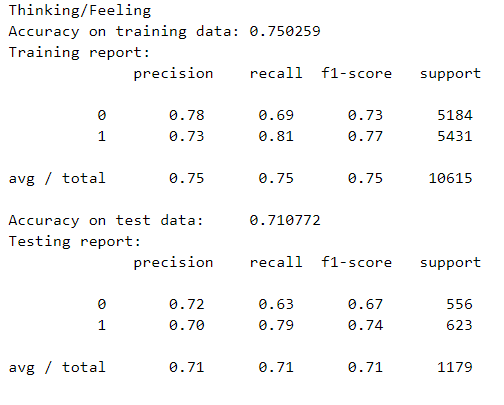 Thinking/Feeling
Accuracy on training data: 0.750259
Training report:
precision recall f1-score support
0 0.78 0.69 0.73 5184
1 0.73 0.81 0.77 5431
avg / total 0.75 0.75 0.75 10615
Accuracy on test data: 0.710772
Testing report:
precision recall f1-score support
0 0.72 0.63 0.67 556
1 0.70 0.79 0.74 623
avg / total 0.71 0.71 0.71 1179